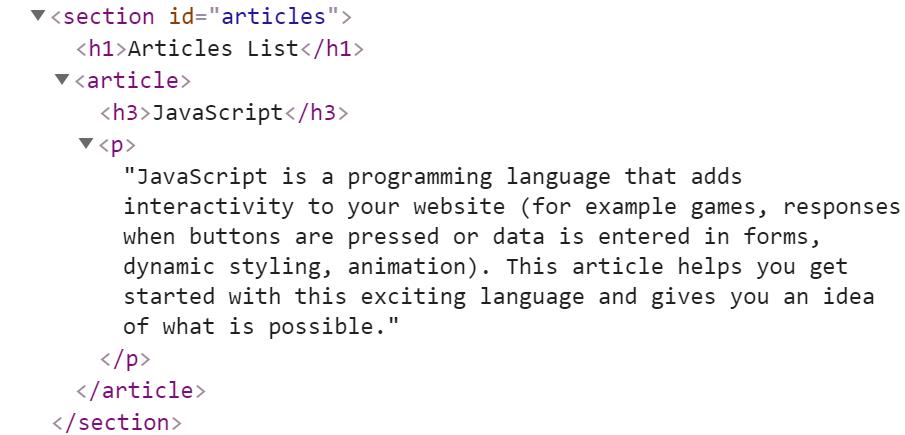 <section id="articles">
<h1>Articles List</h1>
<article>
<h3>JavaScript</h3>
<p>
"JavaScript is a programming language that adds
interactivity to your website (for example games, responses
when buttons are pressed or data is entered in forms,
dynamic styling, animation). This article helps you get
started with this exciting language and gives you an idea
of what is possible."
</p>
</article>
</section>